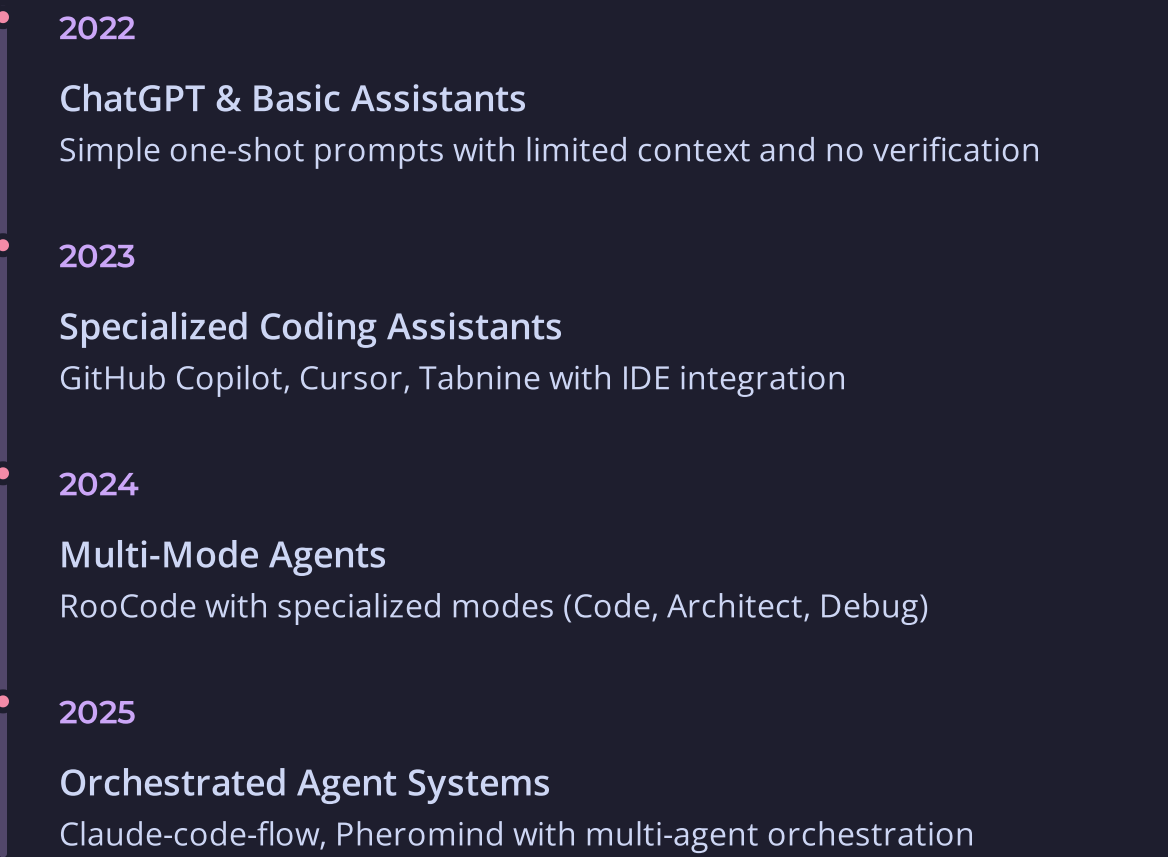 2022
ChatGPT & Basic Assistants
Simple one-shot prompts with limited context and no verification
2023
Specialized Coding Assistants
GitHub Copilot, Cursor, Tabnine with IDE integration
2024
Multi-Mode Agents
RooCode with specialized modes (Code, Architect, Debug)
2025
Orchestrated Agent Systems
Claude-code-flow, Pheromind with multi-agent orchestration